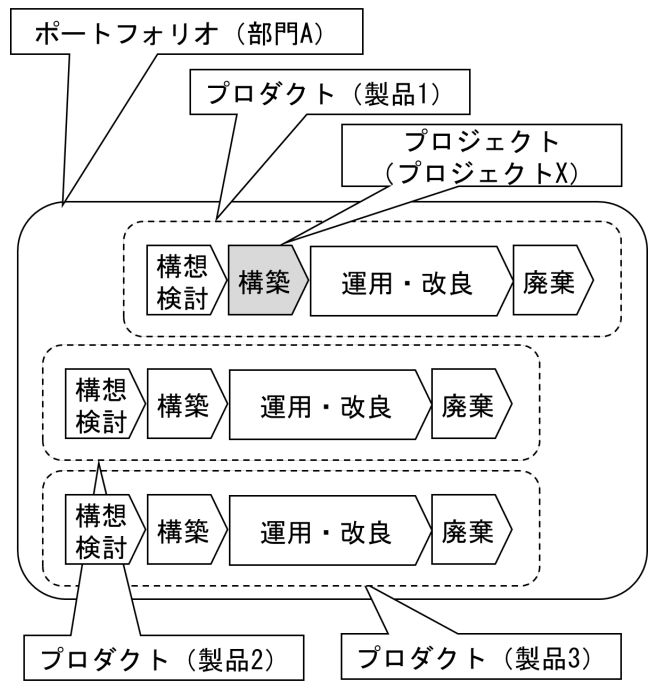 ポートフォリオ（部門A）
プロダクト（製品1）
プロジェクト
（プロジェクトX）
構想
検討
構築
運用・改良
廃棄
構想
検討
構築
運用・改良
廃棄
構想
検討
構築
運用・改良
廃棄
プロダクト（製品2）
プロダクト（製品3）